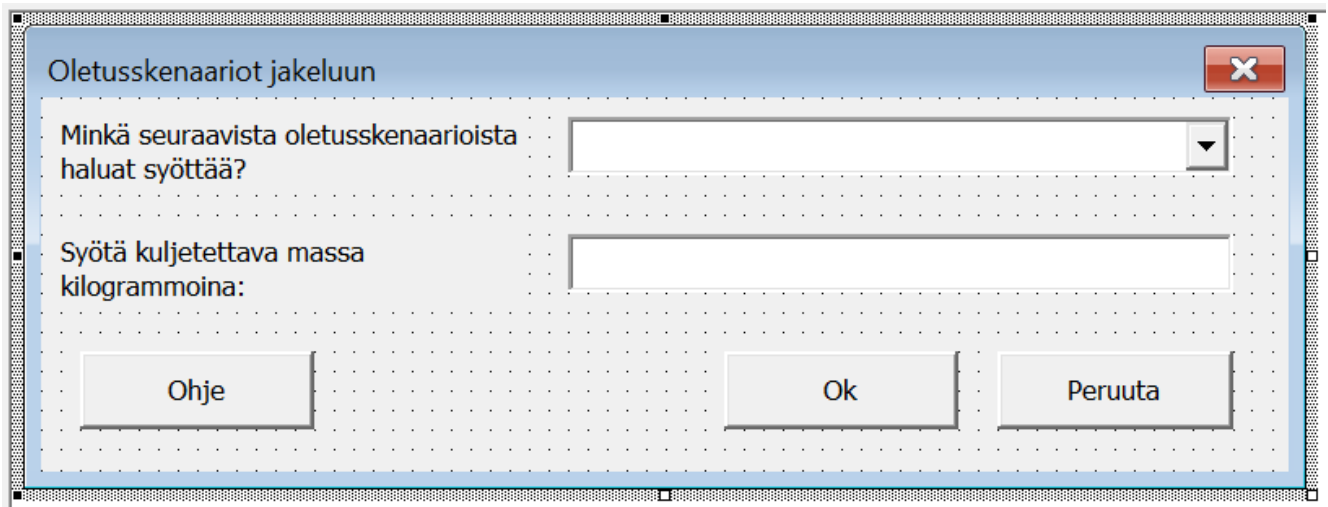 Oletusskenaariot jakeluun
Minkä seuraavista oletusskenaarioista
haluat syöttää?
Syötä kuljetettava massa
kilogrammoina:
Ohje
Ok
Peruuta